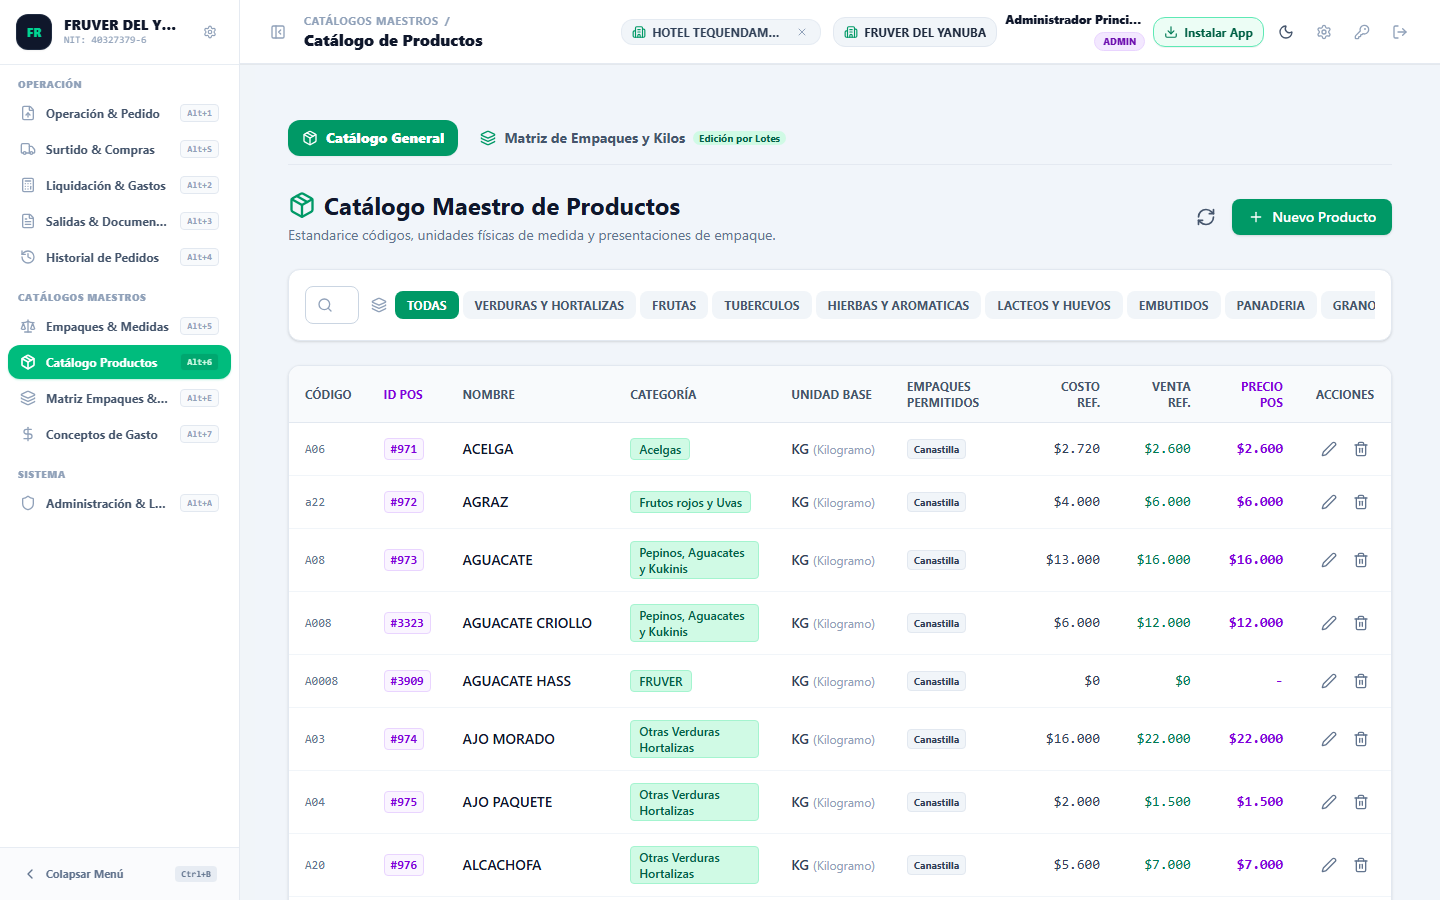 FR
FRUVER DEL Y...
NIT: 40327379-6
OPERACIÓN
Operación & Pedido Alt+1
Surtido & Compras Alt+S
Liquidación & Gastos Alt+2
Salidas & Documen... Alt+3
Historial de Pedidos Alt+4
CATÁLOGOS MAESTROS
Empaques & Medidas Alt+5
Catálogo Productos Alt+6
Matriz Empaques &... Alt+E
Conceptos de Gasto Alt+7
SISTEMA
Administración & L... Alt+A
Colapsar Menú Ctrl+B
CATÁLOGOS MAESTROS /
Catálogo de Productos
HOTEL TEQUENDAM...
FRUVER DEL YANUBA
Administrador Princi...
ADMIN
Instalar App
Catálogo General
Matriz de Empaques y Kilos Edición por Lotes
Catálogo Maestro de Productos
Estandarice códigos, unidades físicas de medida y presentaciones de empaque.
Nuevo Producto
TODAS VERDURAS Y HORTALIZAS FRUTAS TUBERCULOS HIERBAS Y AROMATICAS LACTEOS Y HUEVOS EMBUTIDOS PANADERIA GRANO
CÓDIGO ID POS NOMBRE CATEGORÍA UNIDAD BASE EMPAQUES PERMITIDOS COSTO REF. VENTA REF. PRECIO POS ACCIONES
A06 #971 ACELGA Acelgas KG (Kilogramo) Canastilla $2.720 $2.600 $2.600
a22 #972 AGRAZ Frutos rojos y Uvas KG (Kilogramo) Canastilla $4.000 $6.000 $6.000
A08 #973 AGUACATE Pepinos, Aguacates y Kukinis KG (Kilogramo) Canastilla $13.000 $16.000 $16.000
A008 #3323 AGUACATE CRIOLLO Pepinos, Aguacates y Kukinis KG (Kilogramo) Canastilla $6.000 $12.000 $12.000
A0008 #3909 AGUACATE HASS FRUVER KG (Kilogramo) Canastilla $0 $0 -
A03 #974 AJO MORADO Otras Verduras Hortalizas KG (Kilogramo) Canastilla $16.000 $22.000 $22.000
A04 #975 AJO PAQUETE Otras Verduras Hortalizas KG (Kilogramo) Canastilla $2.000 $1.500 $1.500
A20 #976 ALCACHOFA Otras Verduras Hortalizas KG (Kilogramo) Canastilla $5.600 $7.000 $7.000